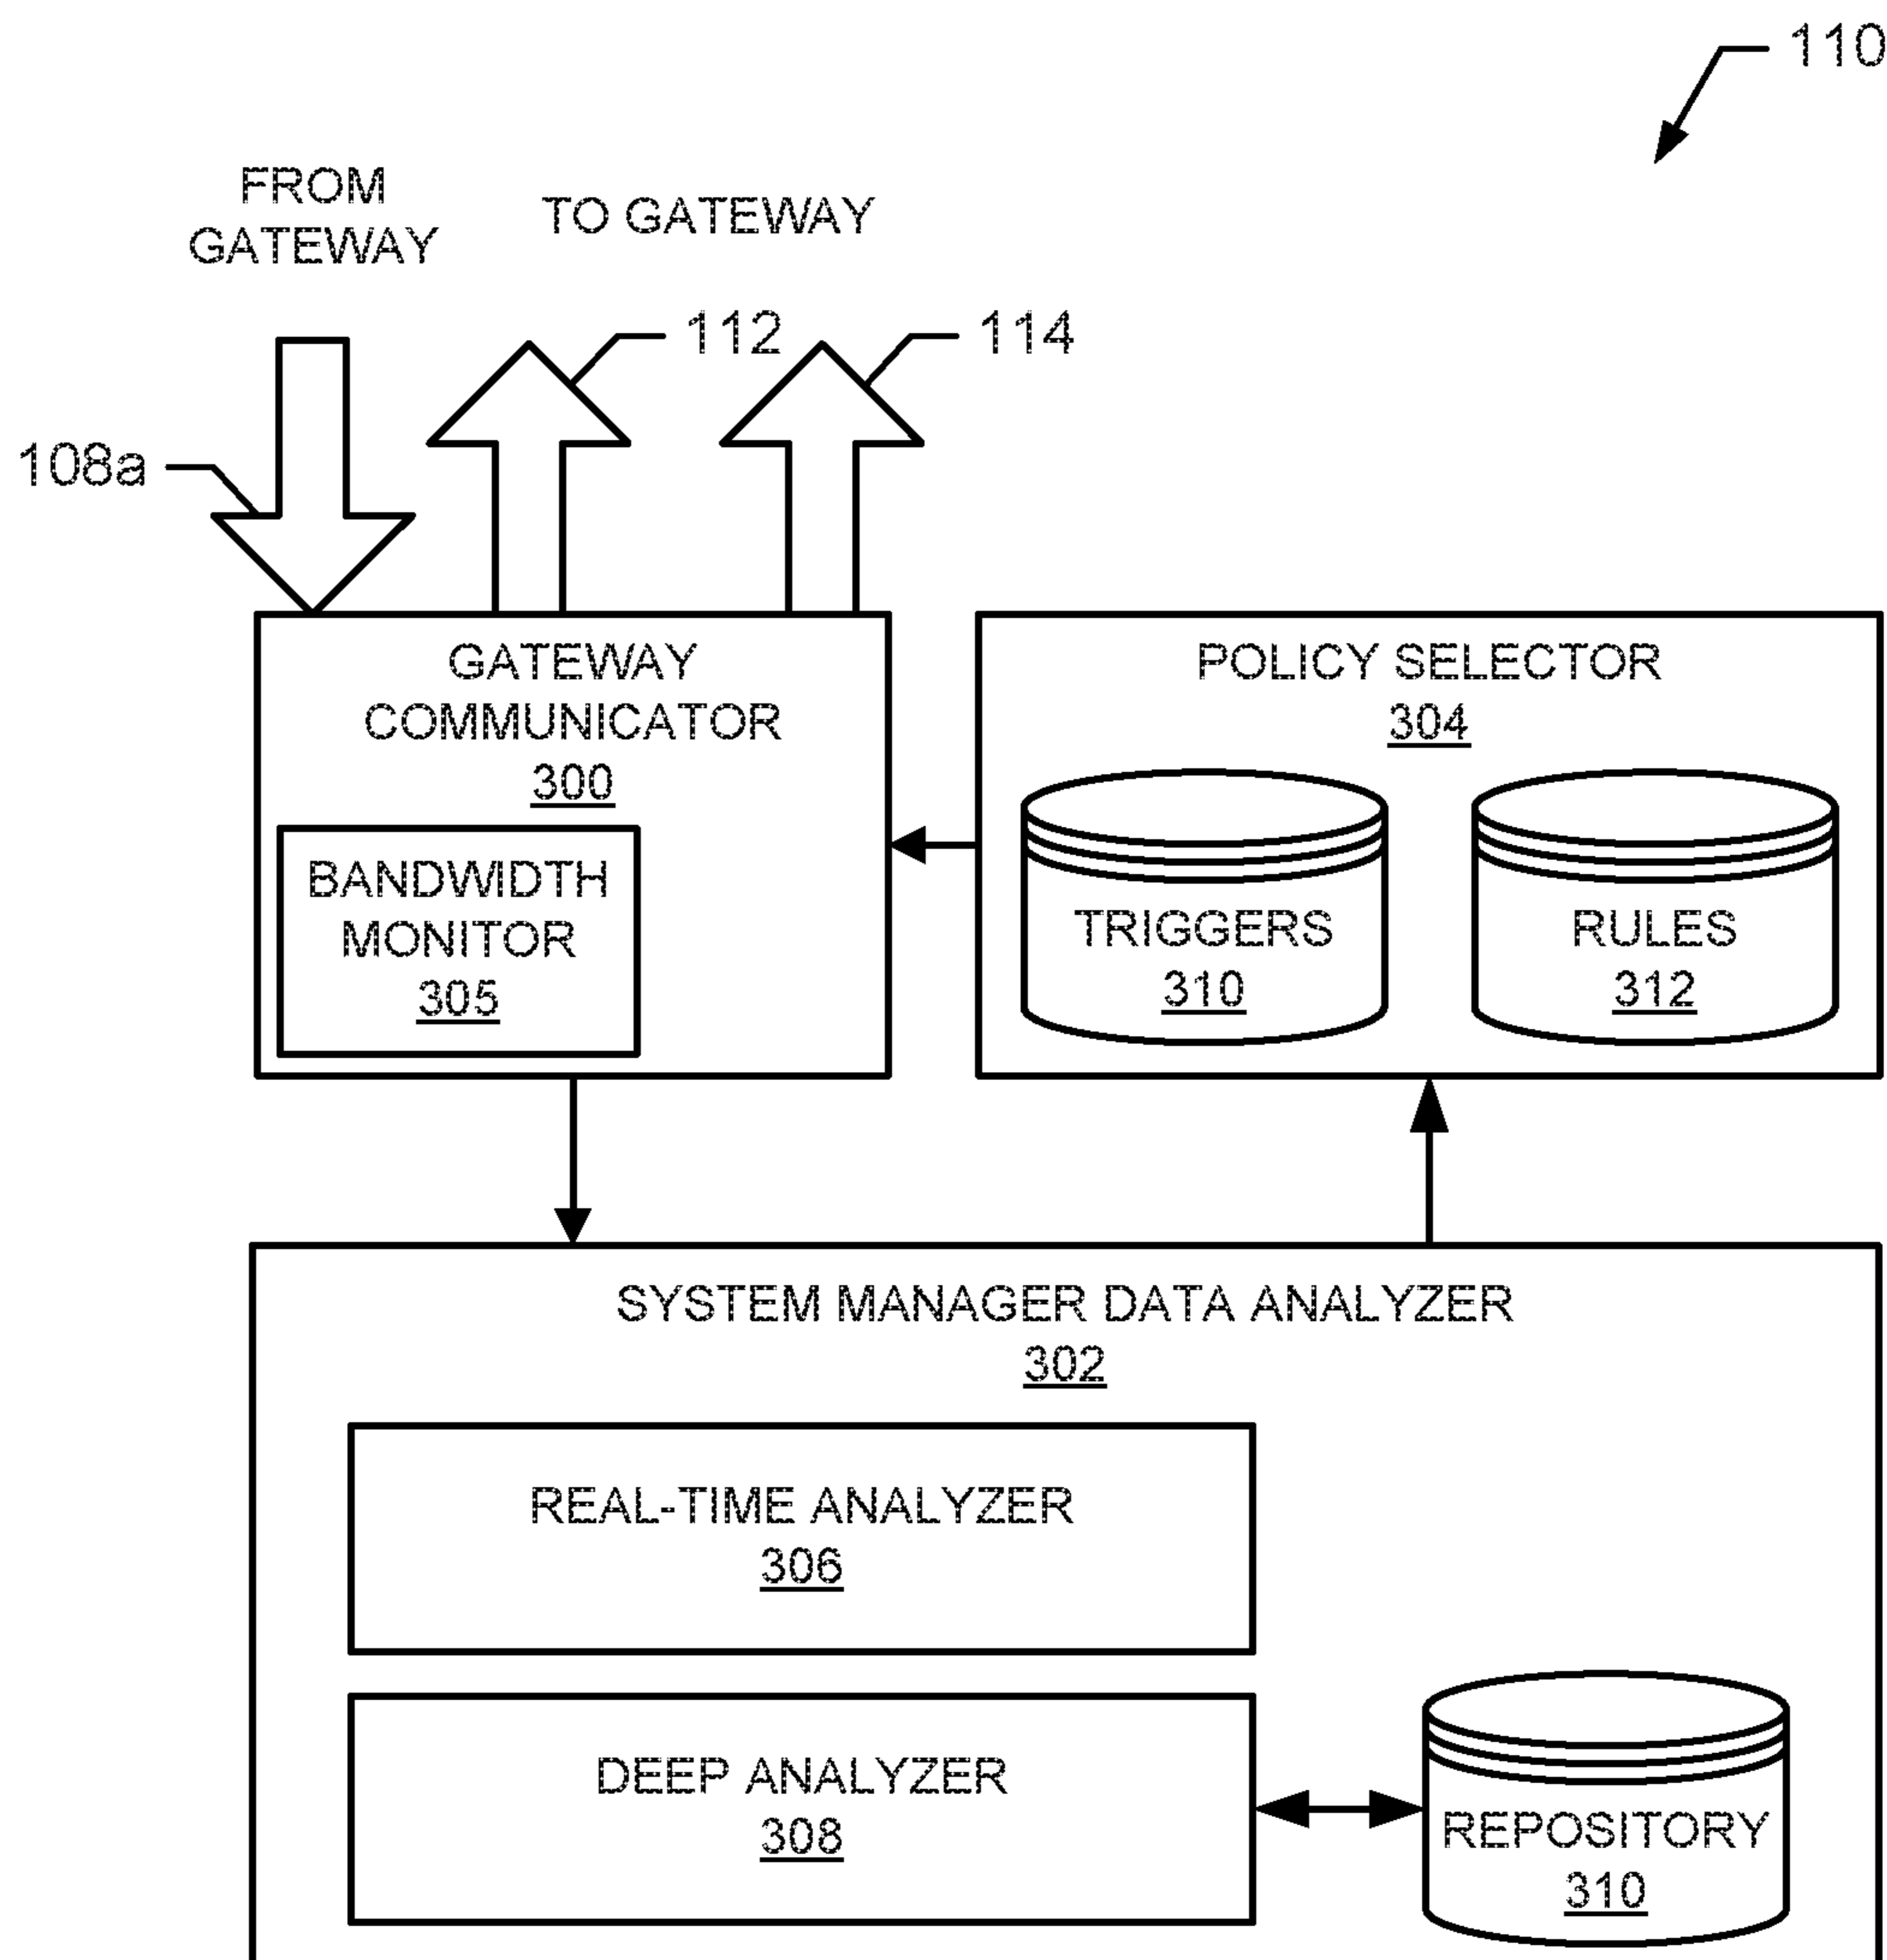 110
FROM
GATEWAY
TO GATEWAY
112
114
108a
GATEWAY
COMMUNICATOR
300
BANDWIDTH
MONITOR
305
POLICY SELECTOR
304
TRIGGERS
310
RULES
312
SYSTEM MANAGER DATA ANALYZER
302
REAL-TIME ANALYZER
306
DEEP ANALYZER
308
REPOSITORY
310